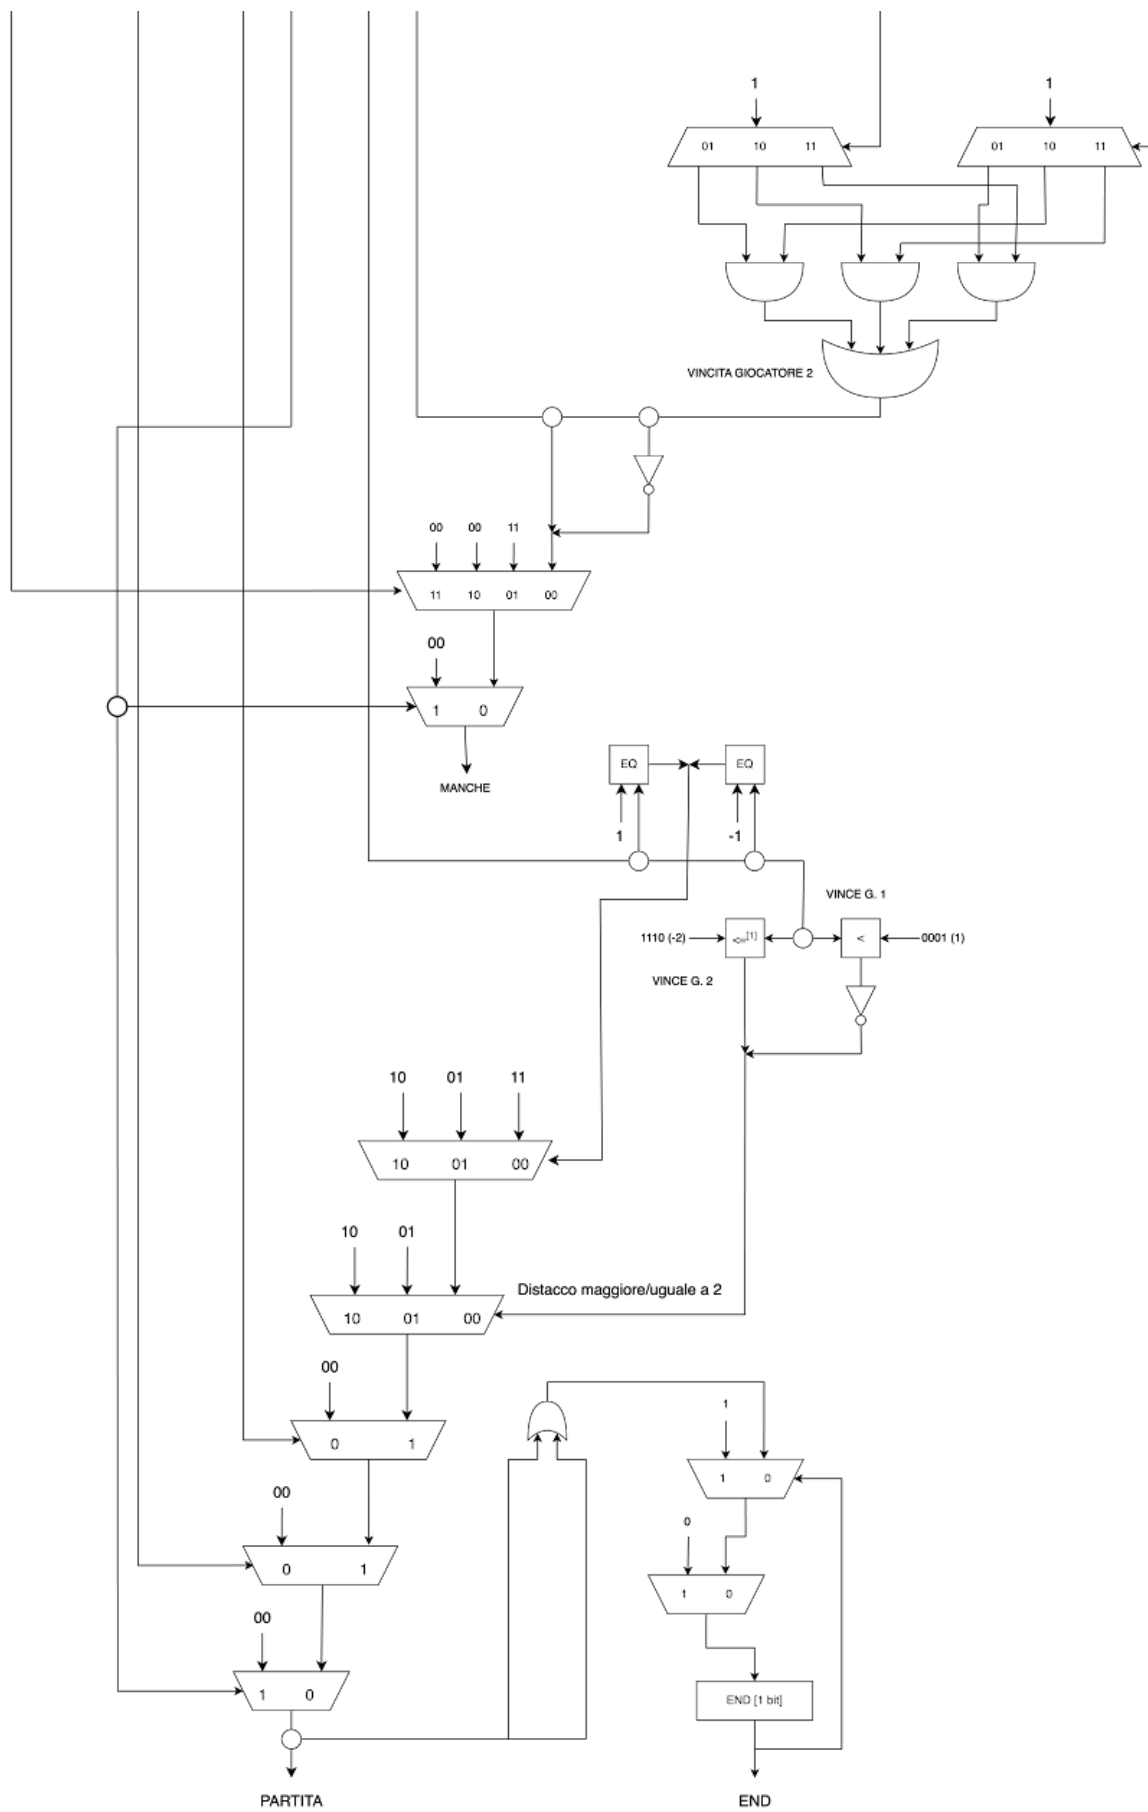 1 1
01 10 11 01 10 11
VINCITA GIOCATORE 2
00 00 11
11 10 01 00
00
1 0
MANCHE
EQ EQ
1 -1
VINCE G. 1
1110 (-2) <=[1] < 0001 (1)
VINCE G. 2
10 01 11
10 01 00
10 01
Distacco maggiore/uguale a 2
10 01 00
00
1
0 1
1 0
00
0
0 1
1 0
00
1 0
END [1 bit]
PARTITA END